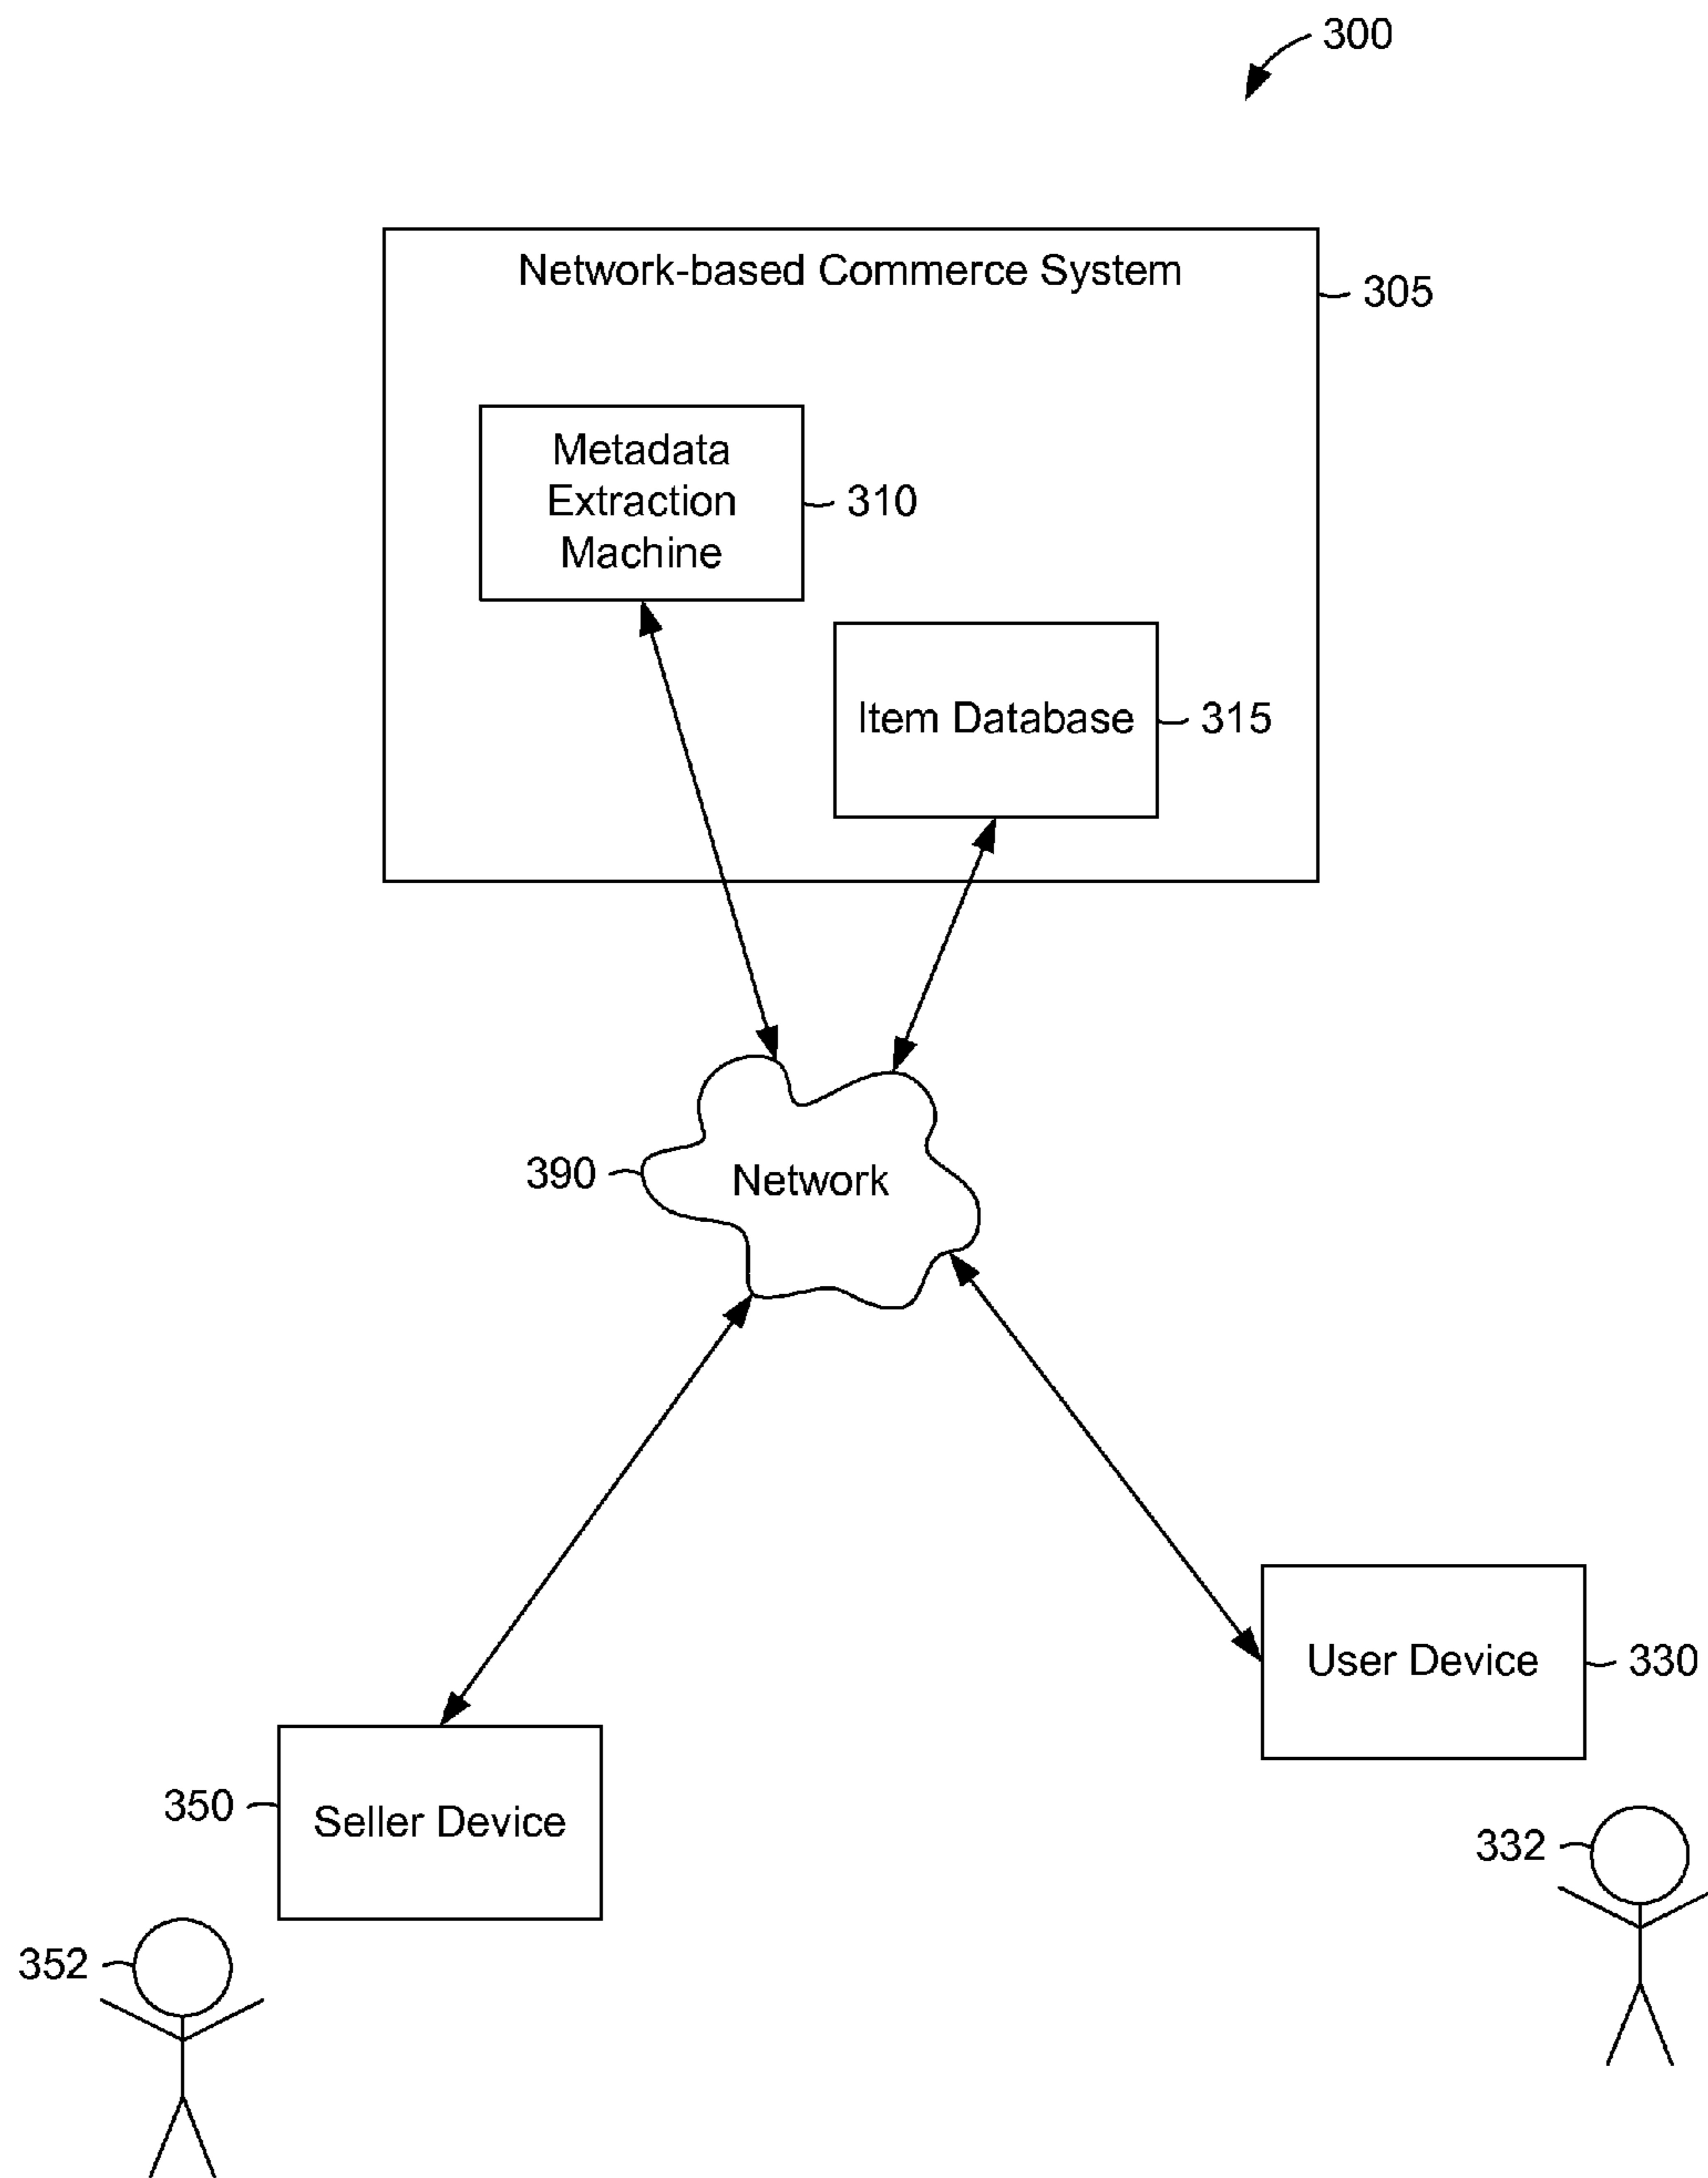 300
Network-based Commerce System
305
Metadata
Extraction
Machine
310
Item Database
315
390
Network
User Device
330
350
Seller Device
332
352